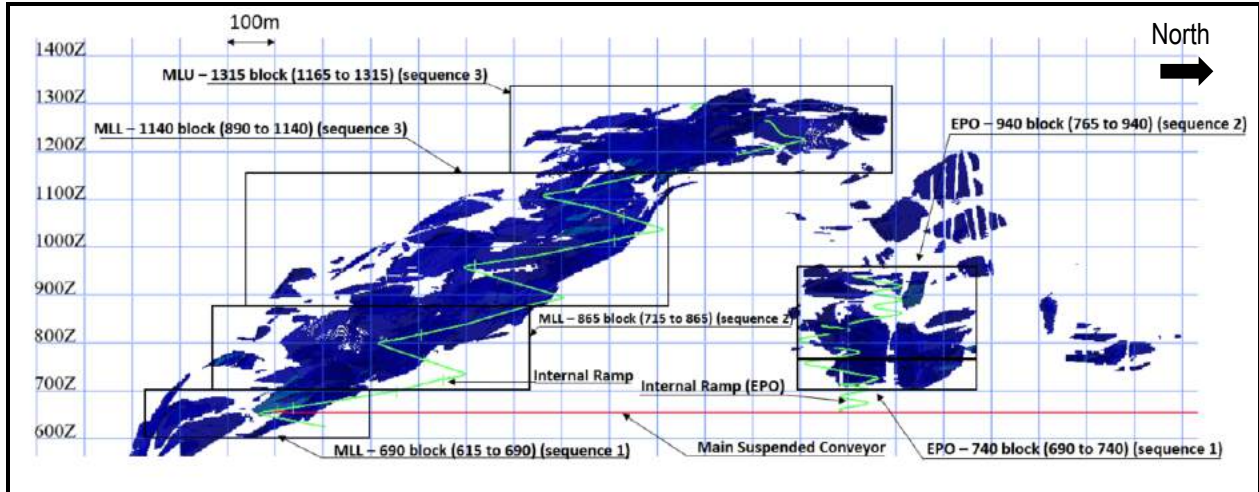 100m
North
1400Z
MLU – 1315 block (1165 to 1315) (sequence 3)
1300Z
MLL – 1140 block (890 to 1140) (sequence 3)
EPO – 940 block (765 to 940) (sequence 2)
1200Z
1100Z
1000Z
900Z
MLL – 865 block (715 to 865) (sequence 2)
800Z
Internal Ramp
Internal Ramp (EPO)
700Z
600Z
Main Suspended Conveyor
MLL – 690 block (615 to 690) (sequence 1)
EPO – 740 block (690 to 740) (sequence 1)